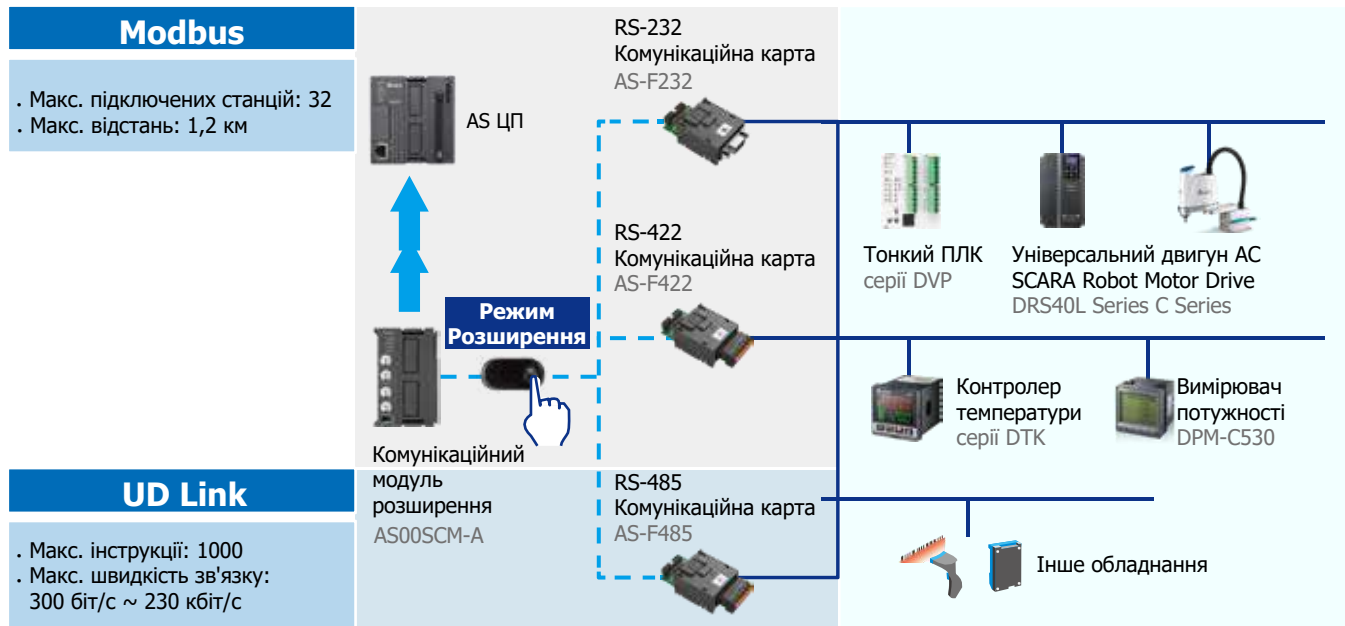 Modbus
. Макс. підключених станцій: 32
. Макс. відстань: 1,2 км
AS ЦП
RS-232
Комунікаційна карта
AS-F232
RS-422
Комунікаційна карта
AS-F422
Режим
Розширення
Комунікаційний
модуль
розширення
AS00SCM-A
Тонкий ПЛК
серії DVP
Універсальний двигун АС
SCARA Robot Motor Drive
DRS40L Series C Series
Контролер
температури
серії DTK
Вимірювач
потужності
DPM-C530
UD Link
. Макс. інструкції: 1000
. Макс. швидкість зв'язку:
300 біт/с ~ 230 кбіт/с
RS-485
Комунікаційна карта
AS-F485
Інше обладнання